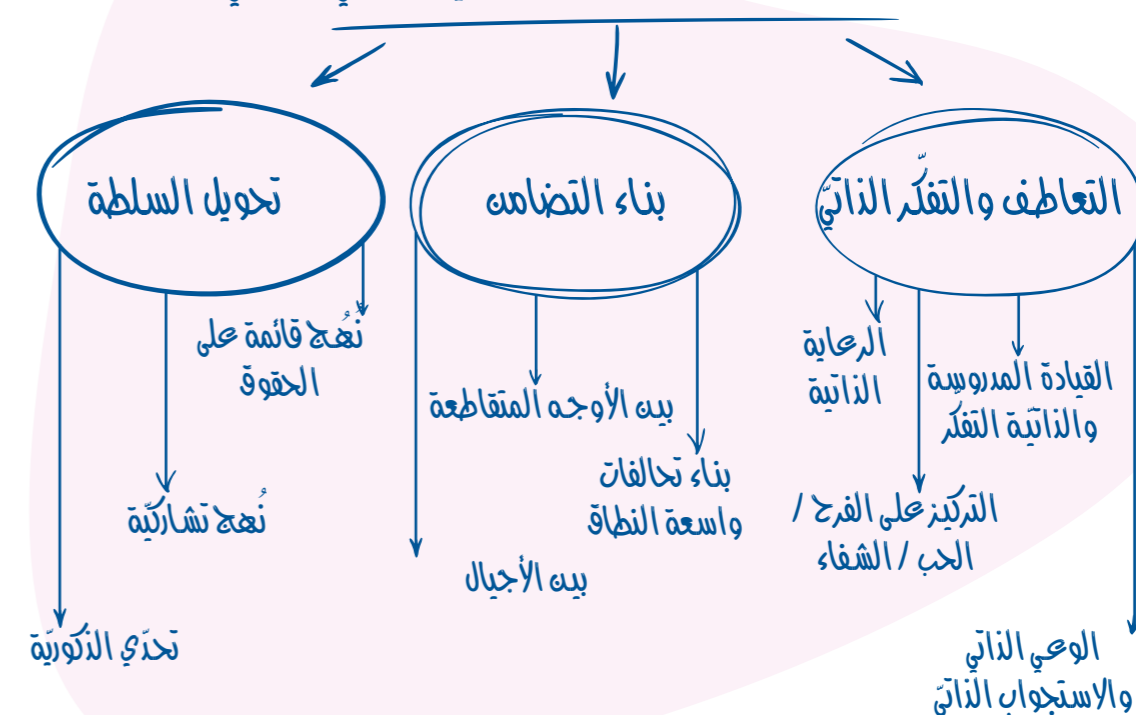 التعاطف والتفكّر الذاتيّ
بناء التضامن
تحويل السلطة
الرعاية
الذاتية
القيادة المدروسة
والذاتيّة التفكّر
التركيز على الفرح /
الحب / الشفاء
الوعي الذاتي
والاستجواب الذاتيّ
بين الأوجه المتقاطعة
بناء تحالفات
واسعة النطاق
بين الأجيال
نُهُج قائمة على
الحقوق
نُهج تشاركيّة
تحدّي الذكوريّة